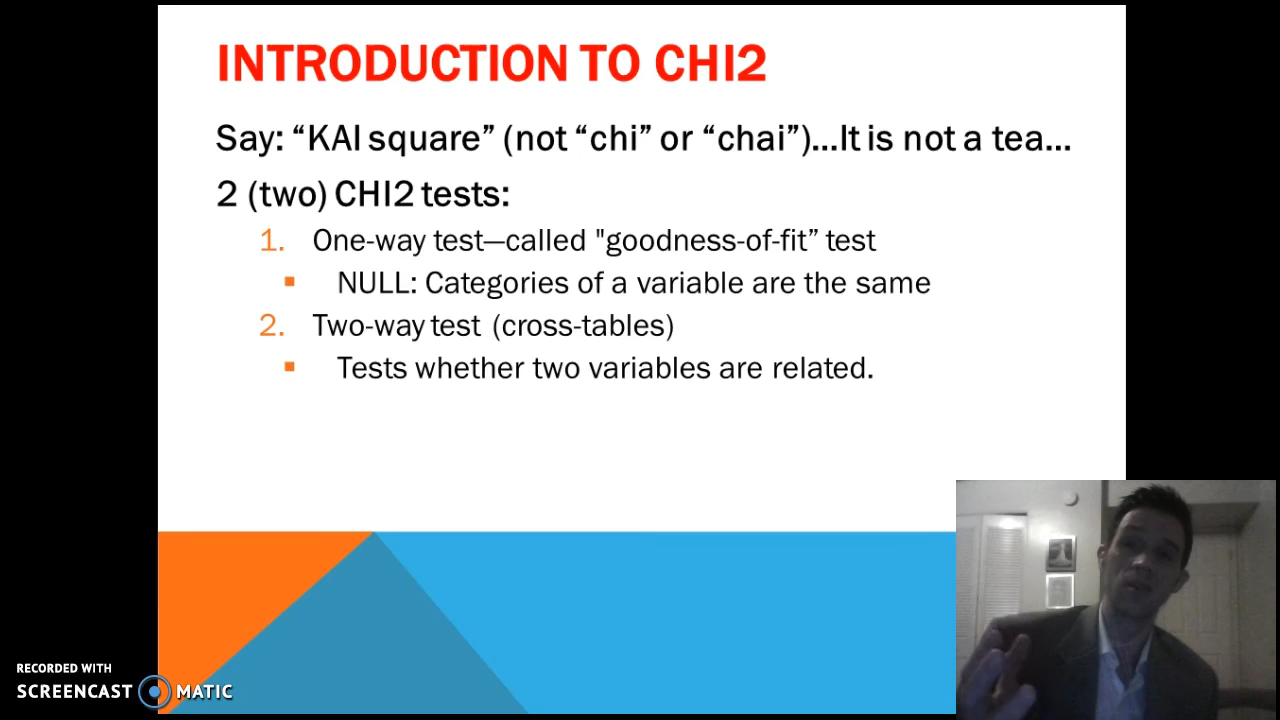 INTRODUCTION TO CHI2
Say: “KAI square” (not “chi” or “chai”)...It is not a tea...
2 (two) CHI2 tests:
1. One-way test—called "goodness-of-fit” test
▪ NULL: Categories of a variable are the same
2. Two-way test (cross-tables)
▪ Tests whether two variables are related.
RECORDED WITH
SCREENCAST MATIC